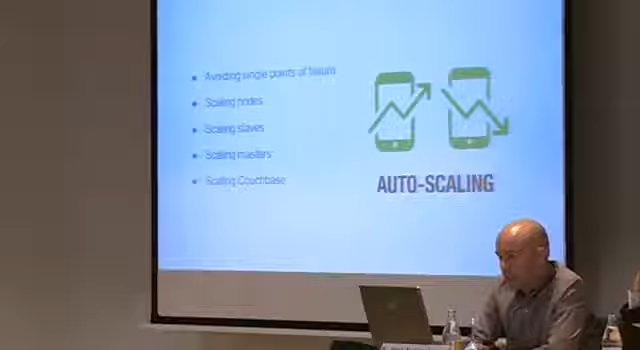 Avoiding single points of failure
Scaling nodes
Scaling slaves
Scaling masters
Scaling Couchbase
AUTO-SCALING